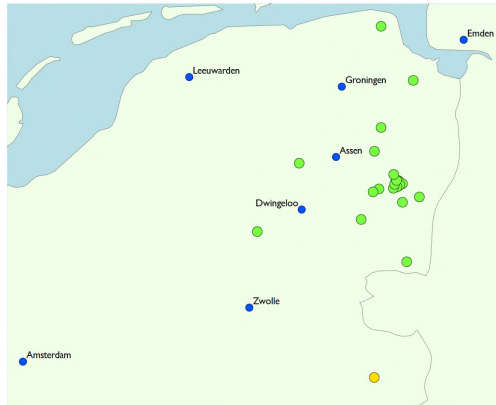 Emden
Leeuwarden
Groningen
Assen
Dwingeloo
Zwolle
Amsterdam